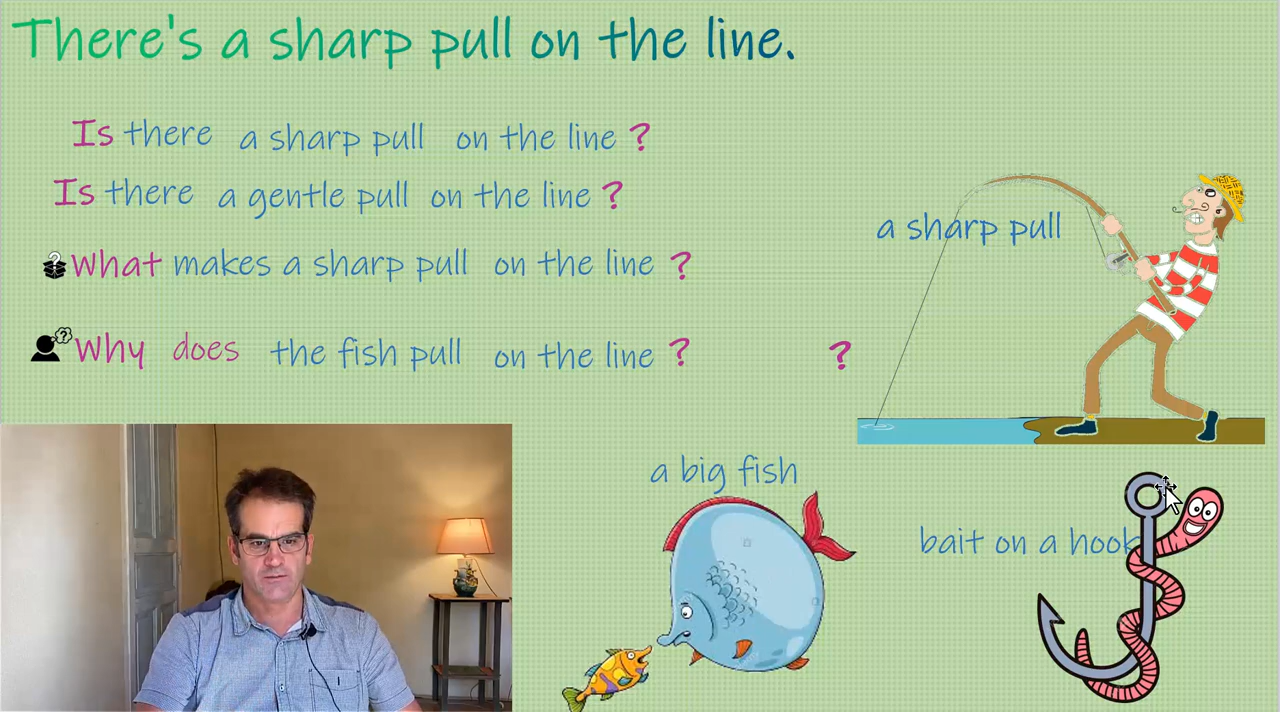 There's a sharp pull on the line.
Is there a sharp pull on the line ?
Is there a gentle pull on the line ?
What makes a sharp pull on the line ?
Why does the fish pull on the line ? ?
a sharp pull
a big fish
bait on a hook